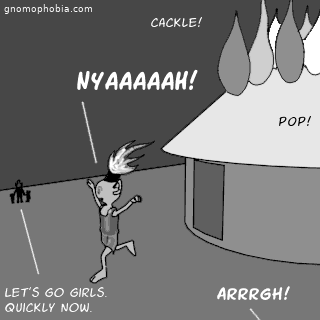 gnomophobia.com
CACKLE!
NYAAAAAH!
POP!
LET'S GO GIRLS.
QUICKLY NOW.
ARRRGH!